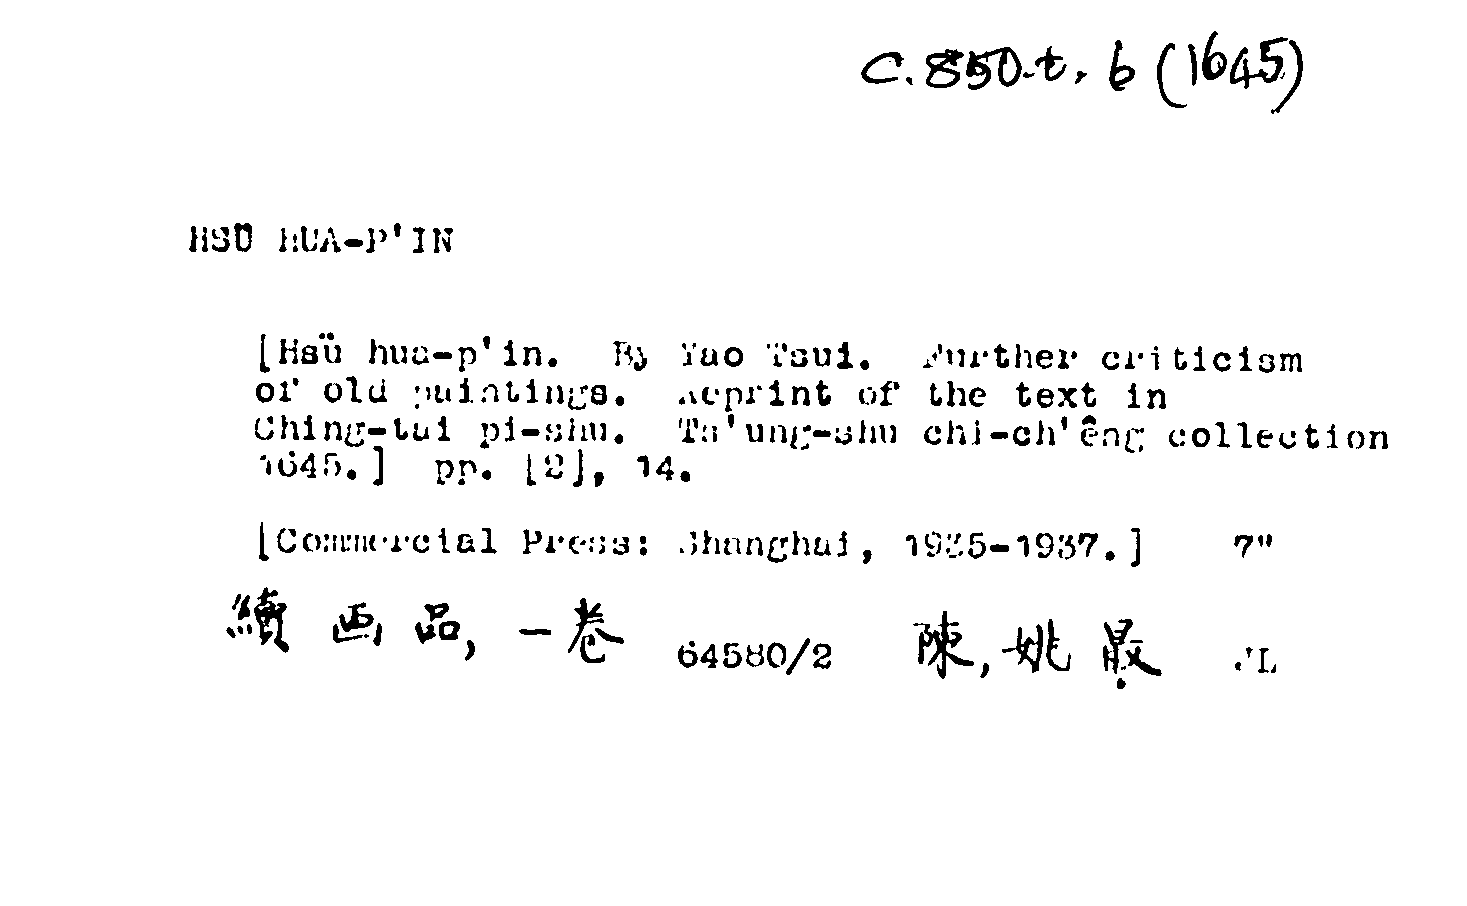 C.850.t.6 (1645)
HSÜ HUA-P'IN
[Hsü hua-p'in. By Yao Tsui. Further criticism
of old paintings. Reprint of the text in
Ching-tai pi-shu. Ts'ung-shu chi-ch'êng collection
1645.] pp. [2], 14.
[Commercial Press: Shanghai, 1935-1937.] 7"
續画品, 一卷 64580/2 陳, 姚最